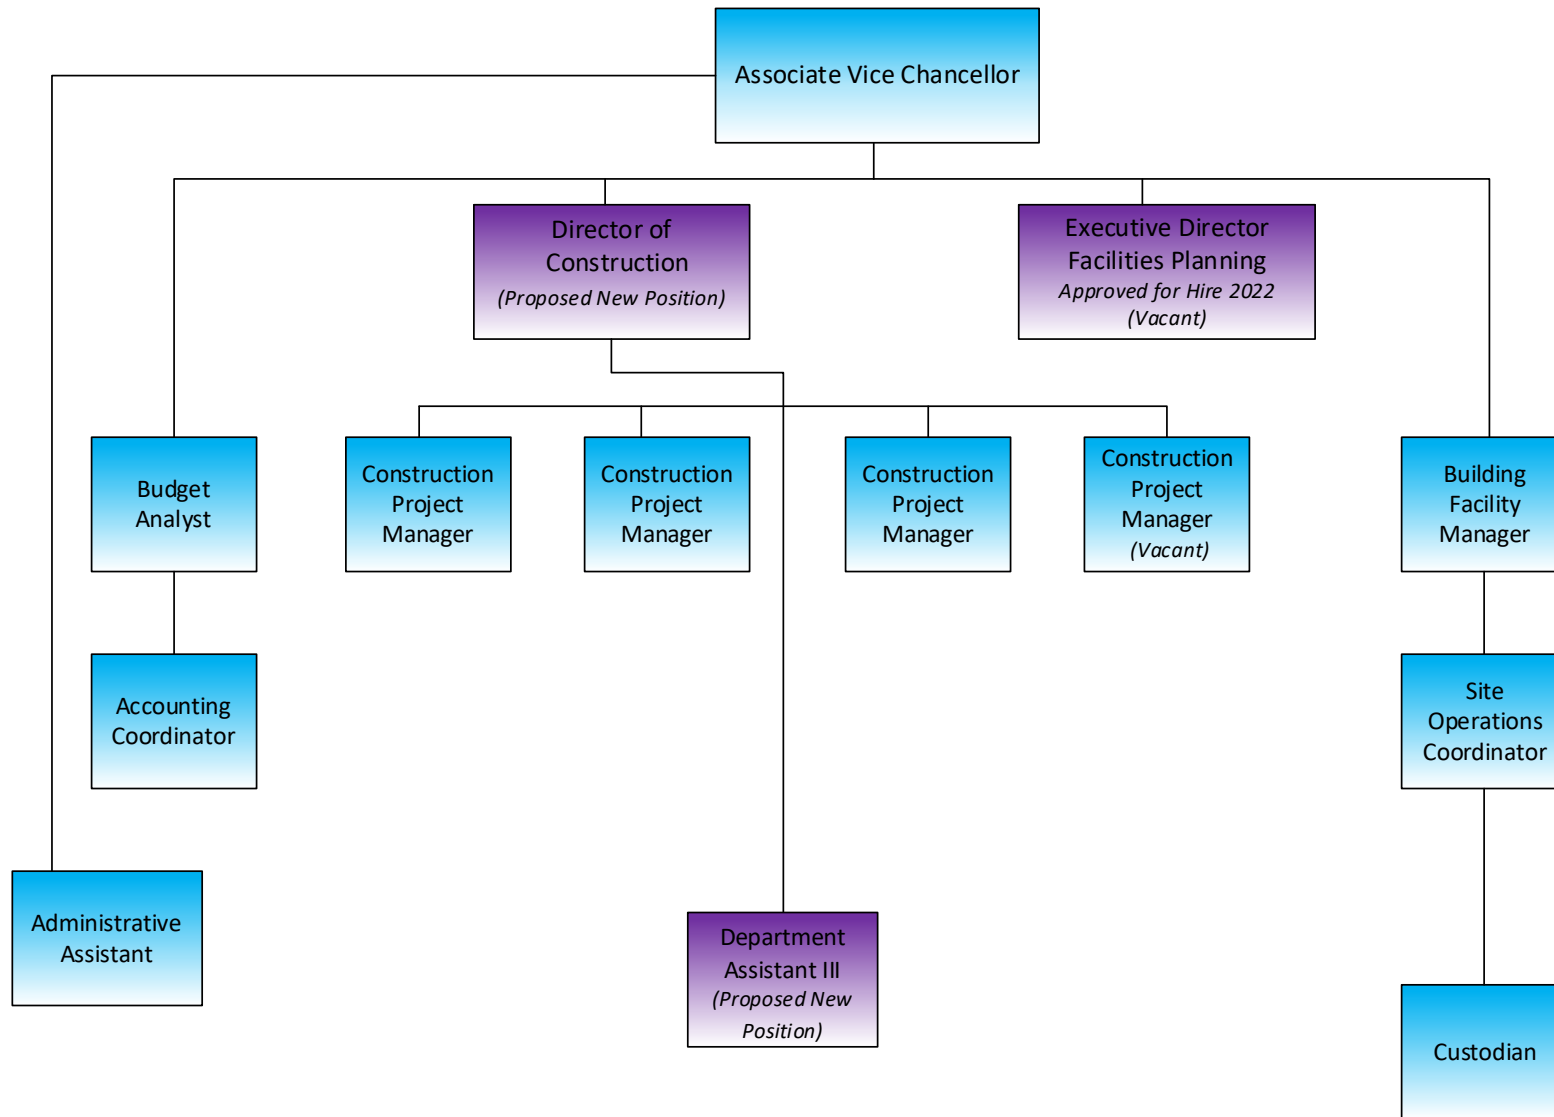 Associate Vice Chancellor
Director of
Construction
(Proposed New Position)
Executive Director
Facilities Planning
Approved for Hire 2022
(Vacant)
Budget
Analyst
Construction
Project
Manager
Construction
Project
Manager
Construction
Project
Manager
Construction
Project
Manager
(Vacant)
Building
Facility
Manager
Accounting
Coordinator
Site
Operations
Coordinator
Administrative
Assistant
Department
Assistant III
(Proposed New
Position)
Custodian